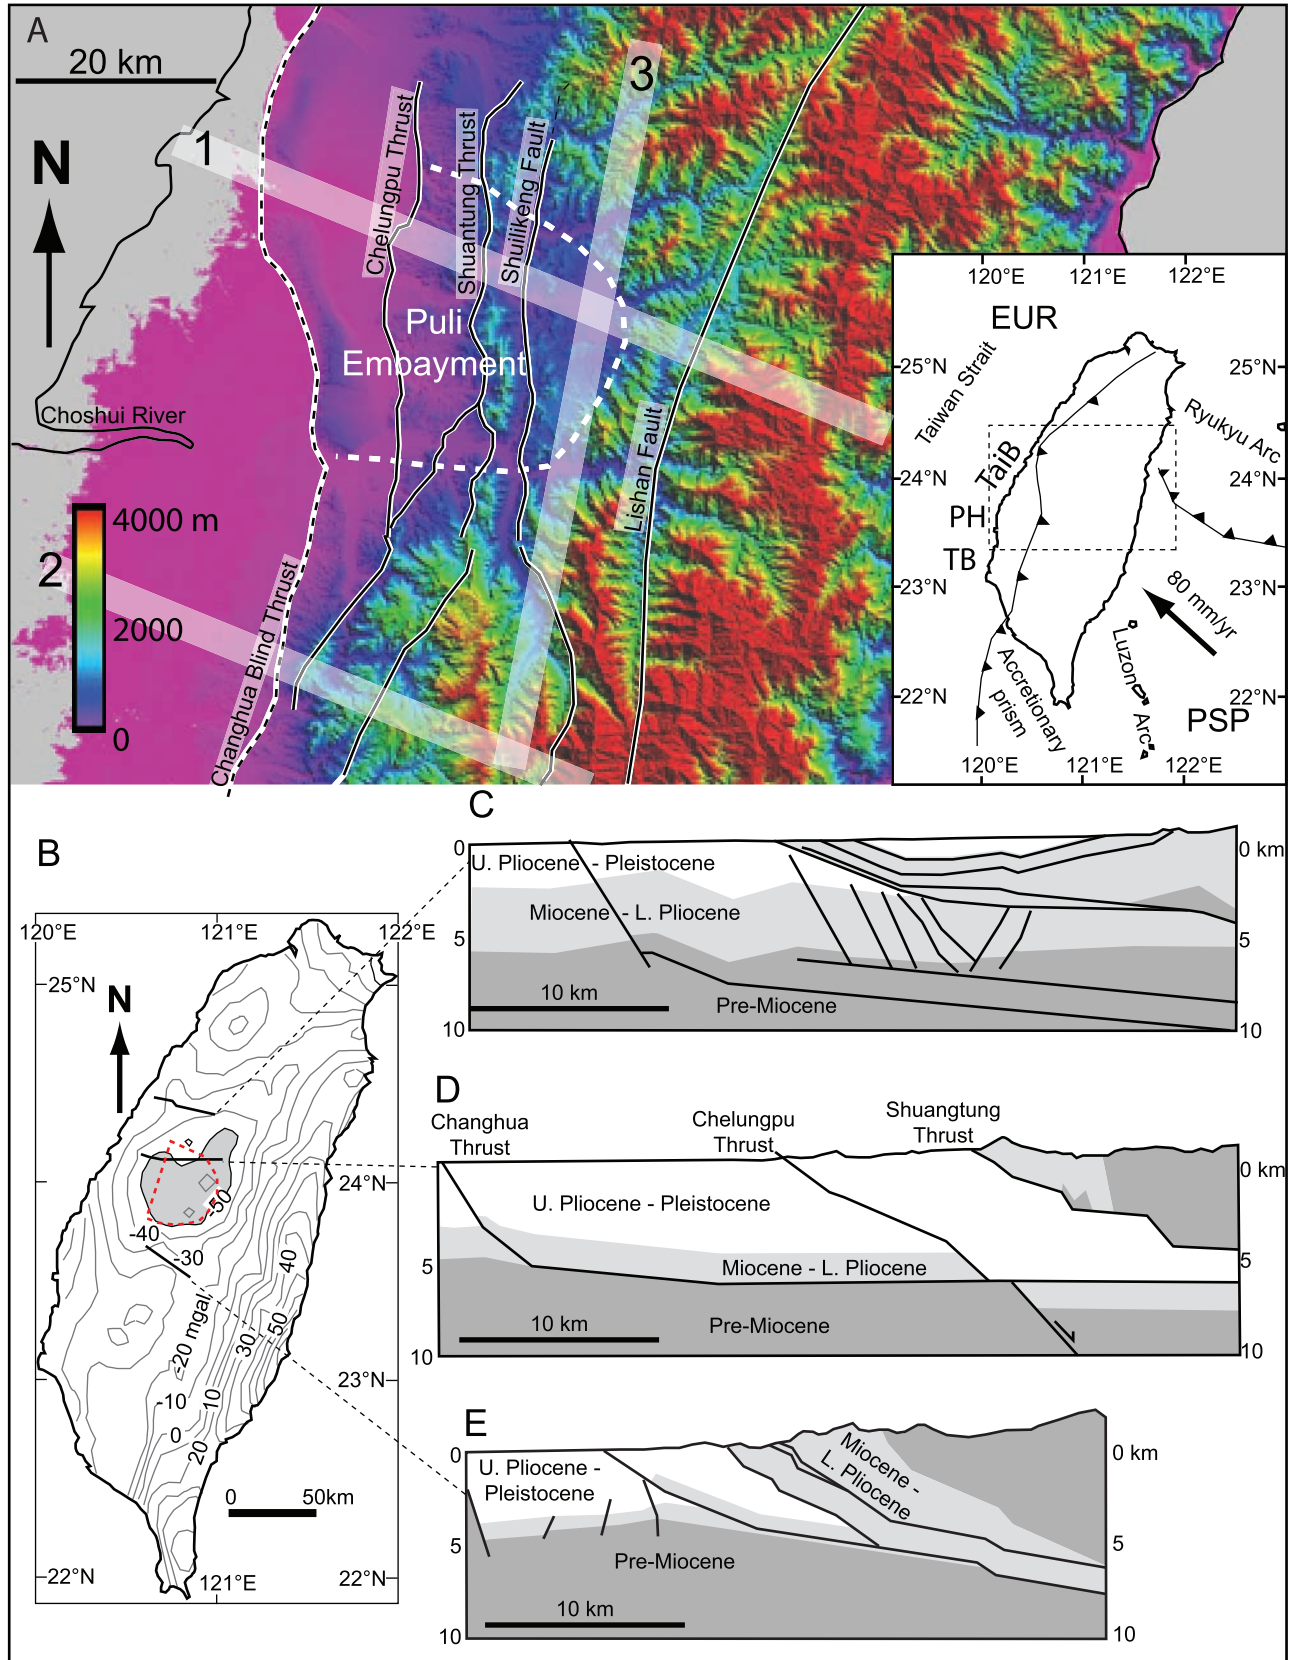 A
20 km
N
1
2
3
Chelungpu Thrust
Shuantung Thrust
Shuilikeng Fault
Puli
Embayment
Choshui River
Lishan Fault
Changhua Blind Thrust
4000 m
2000
0
120°E 121°E 122°E
EUR
Taiwan Strait
25°N 25°N
Ryukyu Arc
TaiB
24°N 24°N
PH
TB
23°N 23°N
80 mm/yr
Luzon
Arc
Accretionary
prism
22°N 22°N
PSP
120°E 121°E 122°E
B
120°E 121°E 122°E
25°N
N
24°N
-50
-40
-30
-20 mgal
-10
0
10
20
30
40
50
23°N
0 50km
22°N 121°E 22°N
C
0 0 km
U. Pliocene - Pleistocene
Miocene - L. Pliocene
5 5
10 km
Pre-Miocene
10 10
D
Changhua
Thrust
Chelungpu
Thrust
Shuangtung
Thrust
0 km
U. Pliocene - Pleistocene
5 5
Miocene - L. Pliocene
10 km
Pre-Miocene
10 10
E
0 0 km
U. Pliocene -
Pleistocene
Miocene -
L. Pliocene
5 5
Pre-Miocene
10 km
10 10